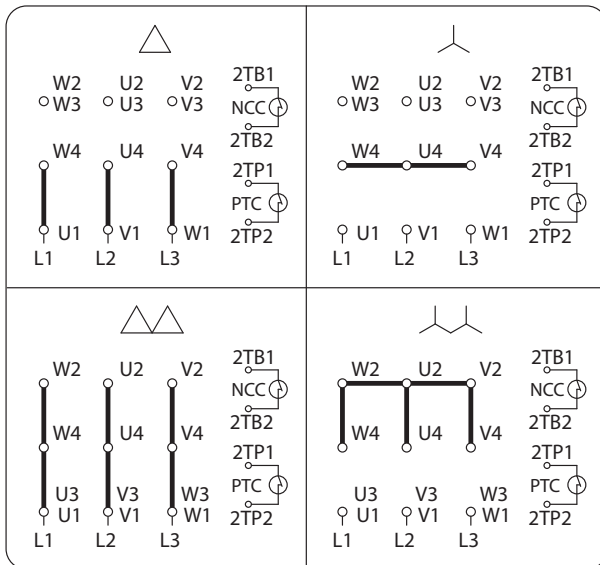 W2 U2 V2 2TB1
W3 U3 V3 NCC
2TB2
W4 U4 V4
2TP1
PTC
U1 V1 W1 2TP2
L1 L2 L3
W2 U2 V2 2TB1
W3 U3 V3 NCC
2TB2
W4 U4 V4
2TP1
PTC
U1 V1 W1 2TP2
L1 L2 L3
W2 U2 V2 2TB1
NCC
2TB2
W4 U4 V4
2TP1
U3 V3 W3 PTC
U1 V1 W1 2TP2
L1 L2 L3
W2 U2 V2 2TB1
NCC
2TB2
W4 U4 V4
2TP1
U3 V3 W3 PTC
U1 V1 W1 2TP2
L1 L2 L3